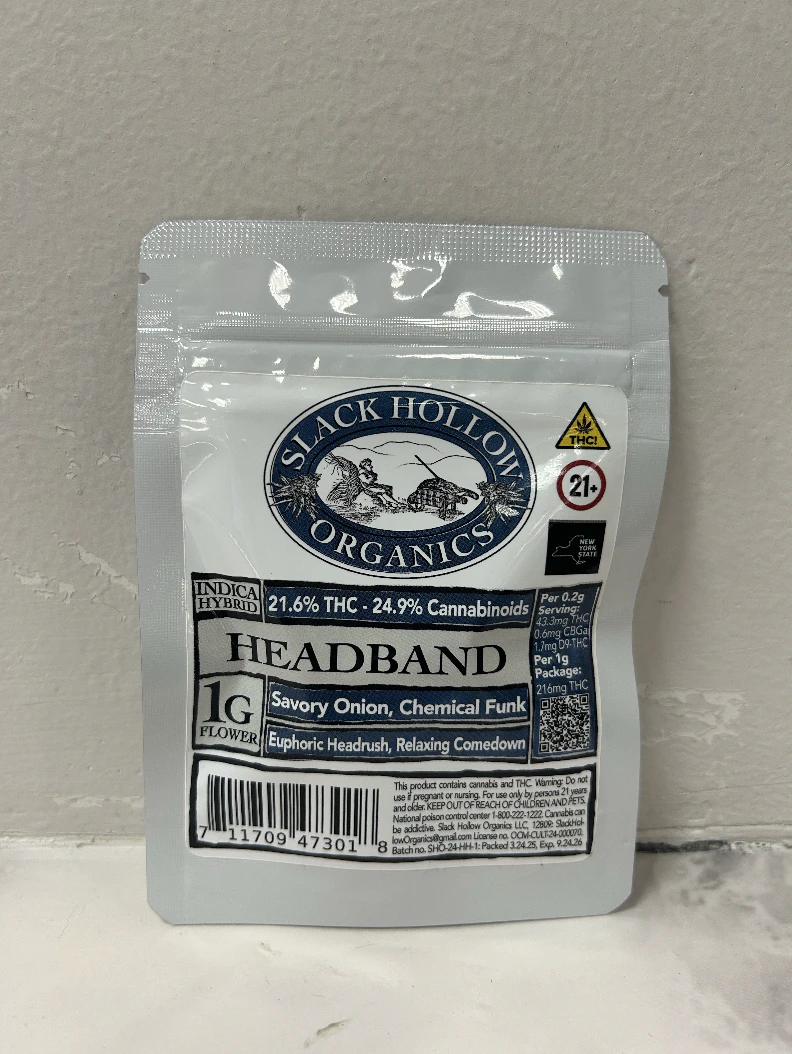 SLACK HOLLOW
ORGANICS
THC!
21+
NEW
YORK
STATE
INDICA
HYBRID
21.6% THC - 24.9% Cannabinoids
HEADBAND
1G
FLOWER
Savory Onion, Chemical Funk
Euphoric Headrush, Relaxing Comedown
Per 0.2g
Serving:
43.3mg THC
0.6mg CBGa
1.7mg D9-THC
Per 1g
Package:
216mg THC
7 11709 47301 8
This product contains cannabis and THC. Warning: Do not
use if pregnant or nursing. For use only by persons 21 years
and older. KEEP OUT OF REACH OF CHILDREN AND PETS.
National poison control center 1-800-222-1222. Cannabis can
be addictive. Slack Hollow Organics LLC, 12809: SlackHol-
lowOrganics@gmail.com License no. OCM-CULT-24-000070.
Batch no. SHO-24-HH-1: Packed 3.24.25, Exp. 9.24.26